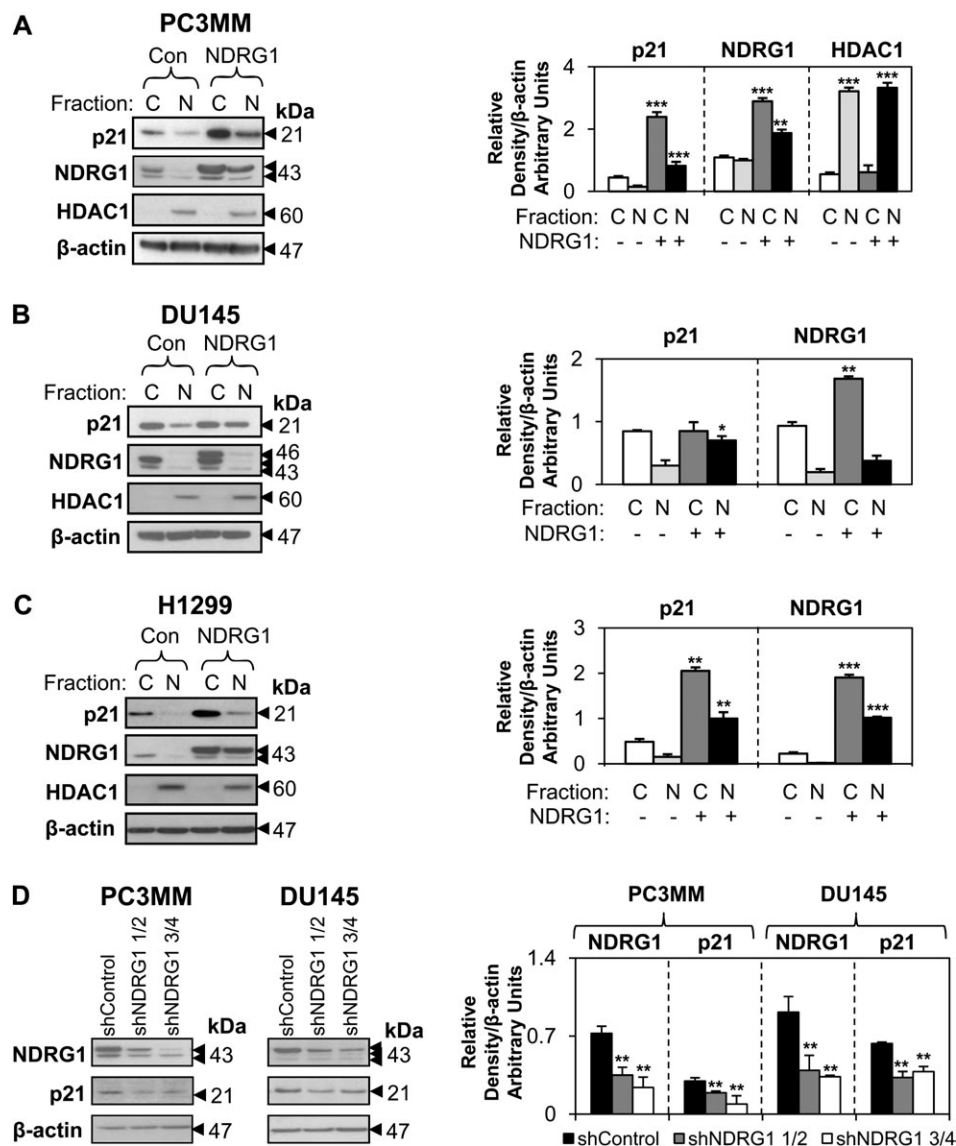 A
PC3MM
Con NDRG1
Fraction: C N C N kDa
p21 21
NDRG1 43
HDAC1 60
β-actin 47
p21 NDRG1 HDAC1
Relative
Density/β-actin
Arbitrary Units
4
2
0
*** *** *** ** *** ***
Fraction: C N C N C N C N C N C N
NDRG1: - - + + - - + + - - + +
B
DU145
Con NDRG1
Fraction: C N C N kDa
p21 21
NDRG1 46
43
HDAC1 60
β-actin 47
p21 NDRG1
Relative
Density/β-actin
Arbitrary Units
2
1
0
* **
Fraction: C N C N C N C N
NDRG1: - - + + - - + +
C
H1299
Con NDRG1
Fraction: C N C N kDa
p21 21
NDRG1 43
HDAC1 60
β-actin 47
p21 NDRG1
Relative
Density/β-actin
Arbitrary Units
3
2
1
0
** ** *** ***
Fraction: C N C N C N C N
NDRG1: - - + + - - + +
D
PC3MM DU145
shControl shNDRG1 1/2 shNDRG1 3/4 kDa shControl shNDRG1 1/2 shNDRG1 3/4 kDa
NDRG1 43 43
p21 21 21
β-actin 47 47
PC3MM DU145
NDRG1 p21 NDRG1 p21
Relative
Density/β-actin
Arbitrary Units
1.4
0.7
0
** ** ** ** ** ** ** **
shControl shNDRG1 1/2 shNDRG1 3/4